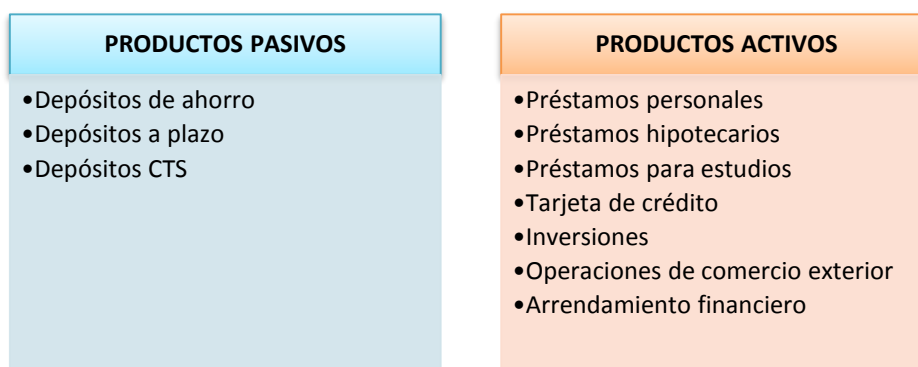 PRODUCTOS PASIVOS
•Depósitos de ahorro
•Depósitos a plazo
•Depósitos CTS
PRODUCTOS ACTIVOS
•Préstamos personales
•Préstamos hipotecarios
•Préstamos para estudios
•Tarjeta de crédito
•Inversiones
•Operaciones de comercio exterior
•Arrendamiento financiero